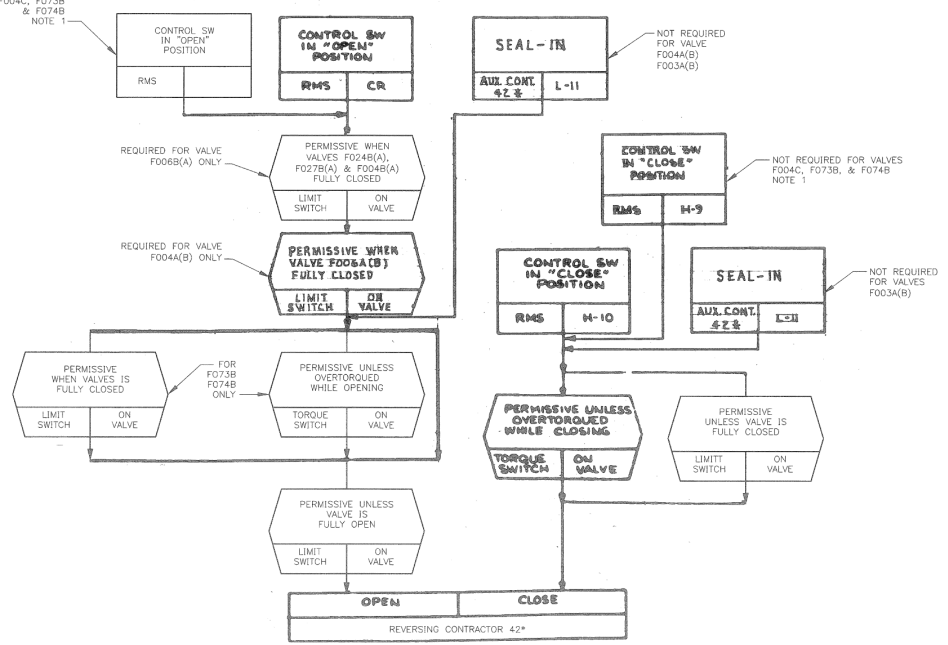 F004C, F073B
& F074B
NOTE 1
CONTROL SW
IN "OPEN"
POSITION
RMS
CONTROL SW
IN "OPEN"
POSITION
RMS CR
SEAL-IN
AUX. CONT.
42 * L-11
NOT REQUIRED
FOR VALVE
F004A(B)
F003A(B)
REQUIRED FOR VALVE
F006B(A) ONLY
PERMISSIVE WHEN
VALVES F024B(A),
F027B(A) & F004B(A)
FULLY CLOSED
LIMIT
SWITCH
ON
VALVE
CONTROL SW
IN "CLOSE"
POSITION
RMS H-9
NOT REQUIRED FOR VALVES
F004C, F073B, & F074B
NOTE 1
REQUIRED FOR VALVE
F004A(B) ONLY
PERMISSIVE WHEN
VALVE F006A(B)
FULLY CLOSED
LIMIT
SWITCH
ON
VALVE
CONTROL SW
IN "CLOSE"
POSITION
RMS H-10
SEAL-IN
AUX. CONT.
42 * L-11
NOT REQUIRED
FOR VALVES
F003A(B)
PERMISSIVE
WHEN VALVES IS
FULLY CLOSED
LIMIT
SWITCH
ON
VALVE
FOR
F073B
F074B
ONLY
PERMISSIVE UNLESS
OVERTORQUED
WHILE OPENING
TORQUE
SWITCH
ON
VALVE
PERMISSIVE UNLESS
OVERTORQUED
WHILE CLOSING
TORQUE
SWITCH
ON
VALVE
PERMISSIVE
UNLESS VALVE IS
FULLY CLOSED
LIMITT
SWITCH
ON
VALVE
PERMISSIVE UNLESS
VALVE IS
FULLY OPEN
LIMIT
SWITCH
ON
VALVE
OPEN CLOSE
REVERSING CONTRACTOR 42*